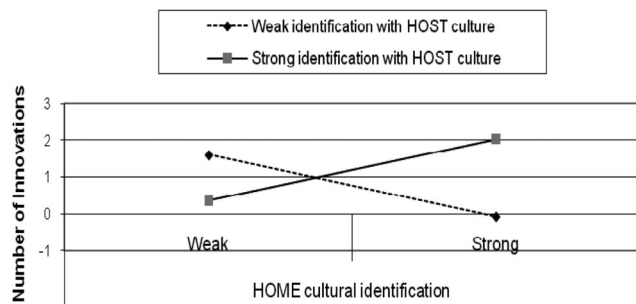 Weak identification with HOST culture
Strong identification with HOST culture
Number of Innovations
3
2
1
0
-1
Weak
Strong
HOME cultural identification